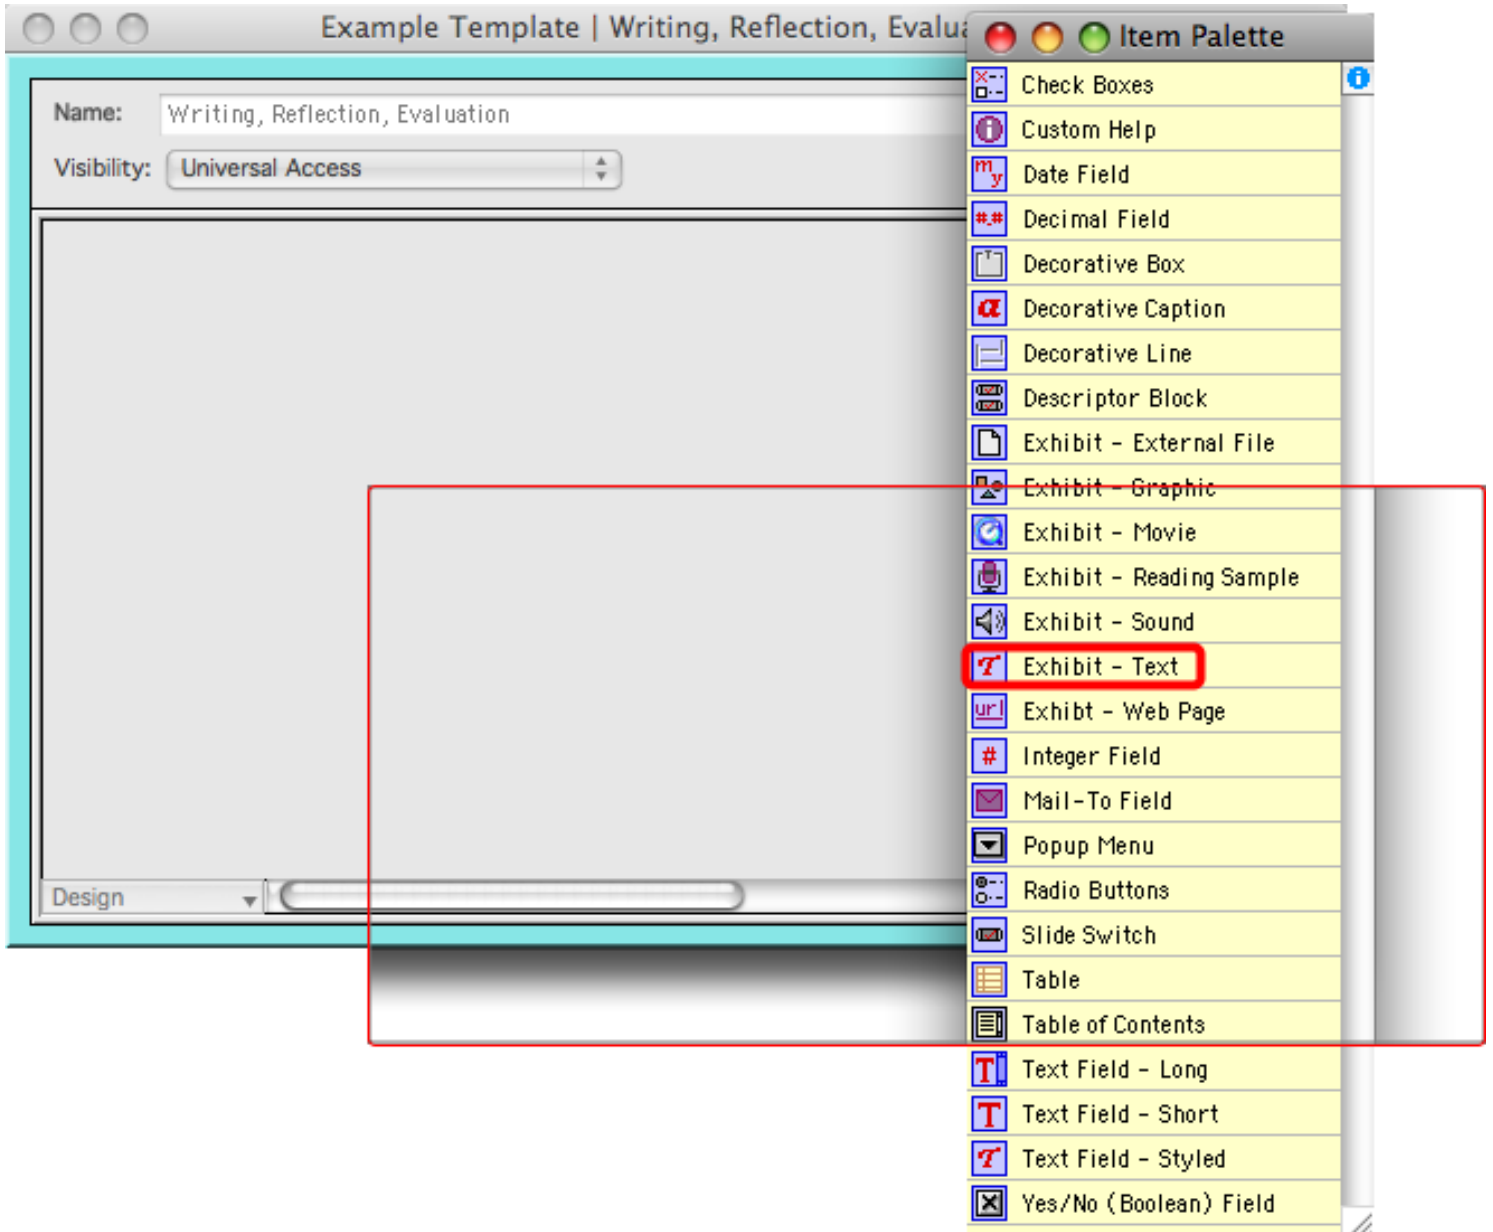 Example Template | Writing, Reflection, Evalua
Name: Writing, Reflection, Evaluation
Visibility: Universal Access
Design
Item Palette
Check Boxes
Custom Help
my Date Field
#.# Decimal Field
T Decorative Box
a Decorative Caption
Decorative Line
Descriptor Block
Exhibit - External File
Exhibit - Graphic
Exhibit - Movie
Exhibit - Reading Sample
Exhibit - Sound
T Exhibit - Text
url Exhibt - Web Page
# Integer Field
Mail-To Field
Popup Menu
Radio Buttons
Slide Switch
Table
Table of Contents
T Text Field - Long
T Text Field - Short
T Text Field - Styled
Yes/No (Boolean) Field